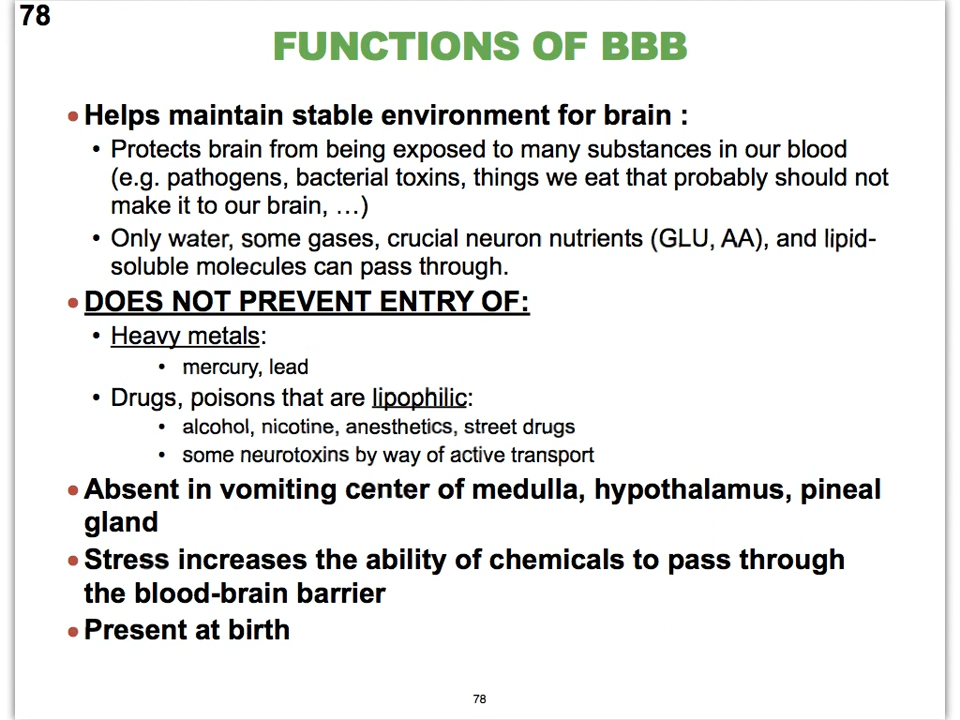 78
FUNCTIONS OF BBB
• Helps maintain stable environment for brain :
• Protects brain from being exposed to many substances in our blood
(e.g. pathogens, bacterial toxins, things we eat that probably should not
make it to our brain, …)
• Only water, some gases, crucial neuron nutrients (GLU, AA), and lipid-
soluble molecules can pass through.
• DOES NOT PREVENT ENTRY OF:
• Heavy metals:
• mercury, lead
• Drugs, poisons that are lipophilic:
• alcohol, nicotine, anesthetics, street drugs
• some neurotoxins by way of active transport
• Absent in vomiting center of medulla, hypothalamus, pineal
gland
• Stress increases the ability of chemicals to pass through
the blood-brain barrier
• Present at birth
78